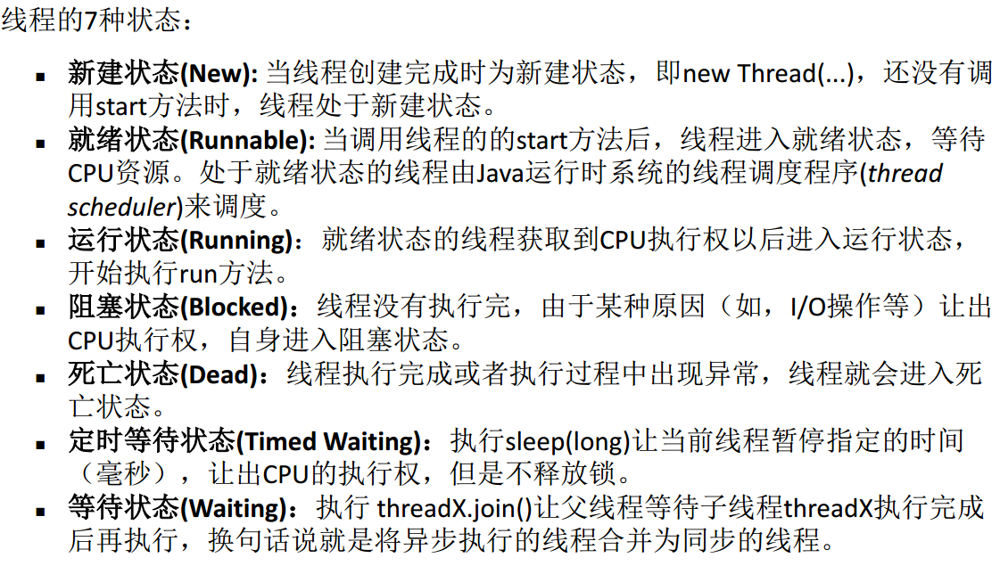 线程的7种状态：
▪ 新建状态(New): 当线程创建完成时为新建状态，即new Thread(...)，还没有调
用start方法时，线程处于新建状态。
▪ 就绪状态(Runnable): 当调用线程的的start方法后，线程进入就绪状态，等待
CPU资源。处于就绪状态的线程由Java运行时系统的线程调度程序(thread
scheduler)来调度。
▪ 运行状态(Running)：就绪状态的线程获取到CPU执行权以后进入运行状态，
开始执行run方法。
▪ 阻塞状态(Blocked)：线程没有执行完，由于某种原因（如，I/O操作等）让出
CPU执行权，自身进入阻塞状态。
▪ 死亡状态(Dead)：线程执行完成或者执行过程中出现异常，线程就会进入死
亡状态。
▪ 定时等待状态(Timed Waiting)：执行sleep(long)让当前线程暂停指定的时间
（毫秒），让出CPU的执行权，但是不释放锁。
▪ 等待状态(Waiting)：执行 threadX.join()让父线程等待子线程threadX执行完成
后再执行，换句话说就是将异步执行的线程合并为同步的线程。